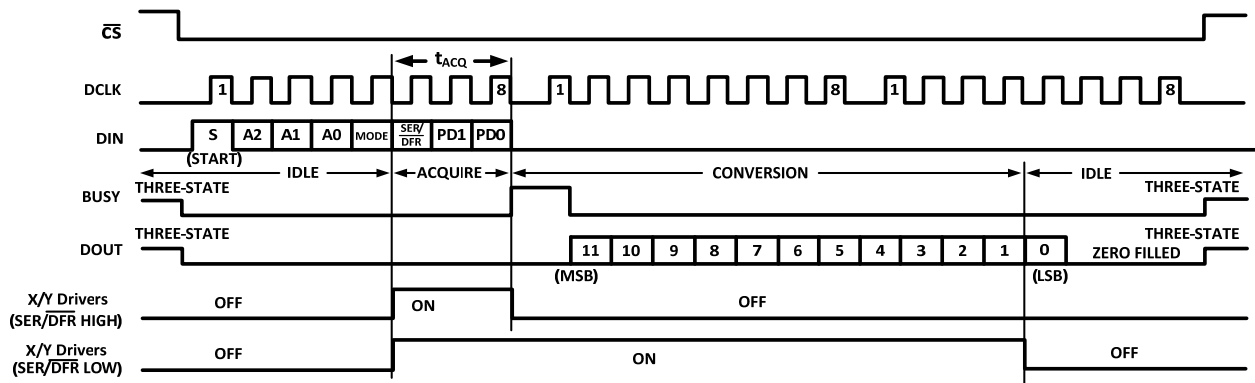 CS
tACQ
DCLK 1 8 1 8 1 8
DIN S A2 A1 A0 MODE SER/DFR PD1 PD0
(START)
IDLE ACQUIRE CONVERSION IDLE
THREE-STATE THREE-STATE
BUSY
THREE-STATE THREE-STATE
DOUT 11 10 9 8 7 6 5 4 3 2 1 0 ZERO FILLED
(MSB) (LSB)
X/Y Drivers OFF ON OFF
(SER/DFR HIGH)
X/Y Drivers OFF ON OFF
(SER/DFR LOW)